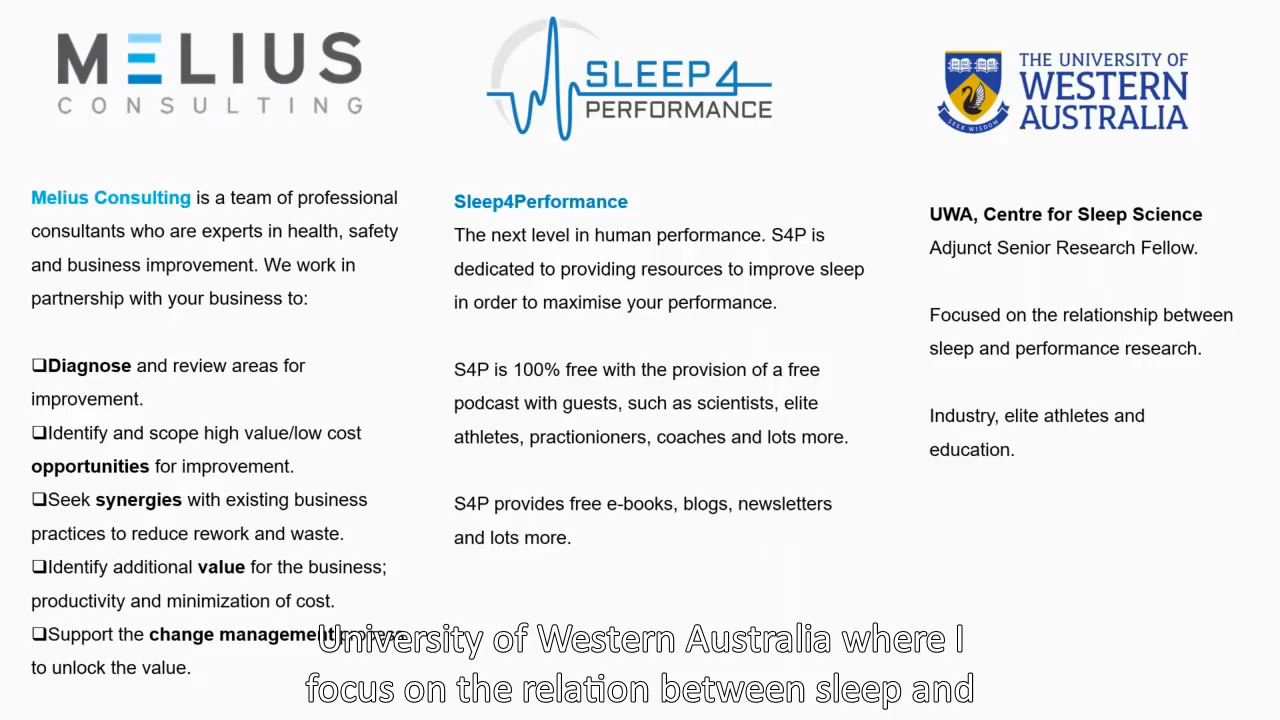 MELIUS
CONSULTING
Melius Consulting is a team of professional
consultants who are experts in health, safety
and business improvement. We work in
partnership with your business to:
❑Diagnose and review areas for
improvement.
❑Identify and scope high value/low cost
opportunities for improvement.
❑Seek synergies with existing business
practices to reduce rework and waste.
❑Identify additional value for the business;
productivity and minimization of cost.
❑Support the change management
to unlock the value.
SLEEP4
PERFORMANCE
Sleep4Performance
The next level in human performance. S4P is
dedicated to providing resources to improve sleep
in order to maximise your performance.
S4P is 100% free with the provision of a free
podcast with guests, such as scientists, elite
athletes, practionioners, coaches and lots more.
S4P provides free e-books, blogs, newsletters
and lots more.
THE UNIVERSITY OF
WESTERN
AUSTRALIA
SEEK WISDOM
UWA, Centre for Sleep Science
Adjunct Senior Research Fellow.
Focused on the relationship between
sleep and performance research.
Industry, elite athletes and
education.
University of Western Australia where I
focus on the relation between sleep and